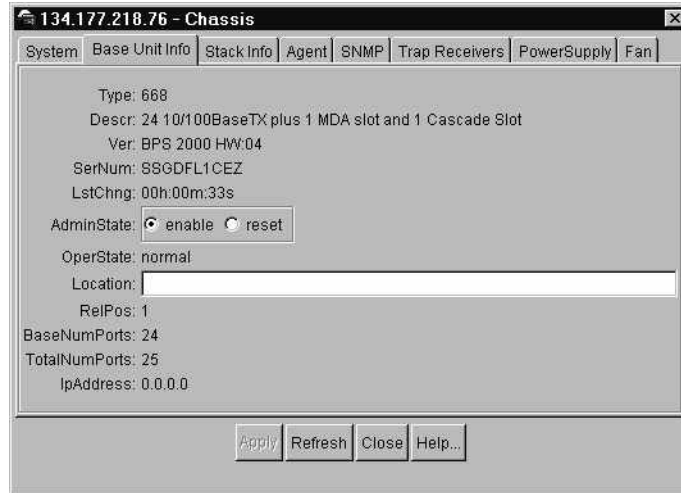 134.177.218.76 - Chassis
System Base Unit Info Stack Info Agent SNMP Trap Receivers PowerSupply Fan
Type: 668
Descr: 24 10/100BaseTX plus 1 MDA slot and 1 Cascade Slot
Ver: BPS 2000 HW:04
SerNum: SSGDFL1CEZ
LstChng: 00h:00m:33s
AdminState: enable reset
OperState: normal
Location:
RelPos: 1
BaseNumPorts: 24
TotalNumPorts: 25
IpAddress: 0.0.0.0
Apply Refresh Close Help...